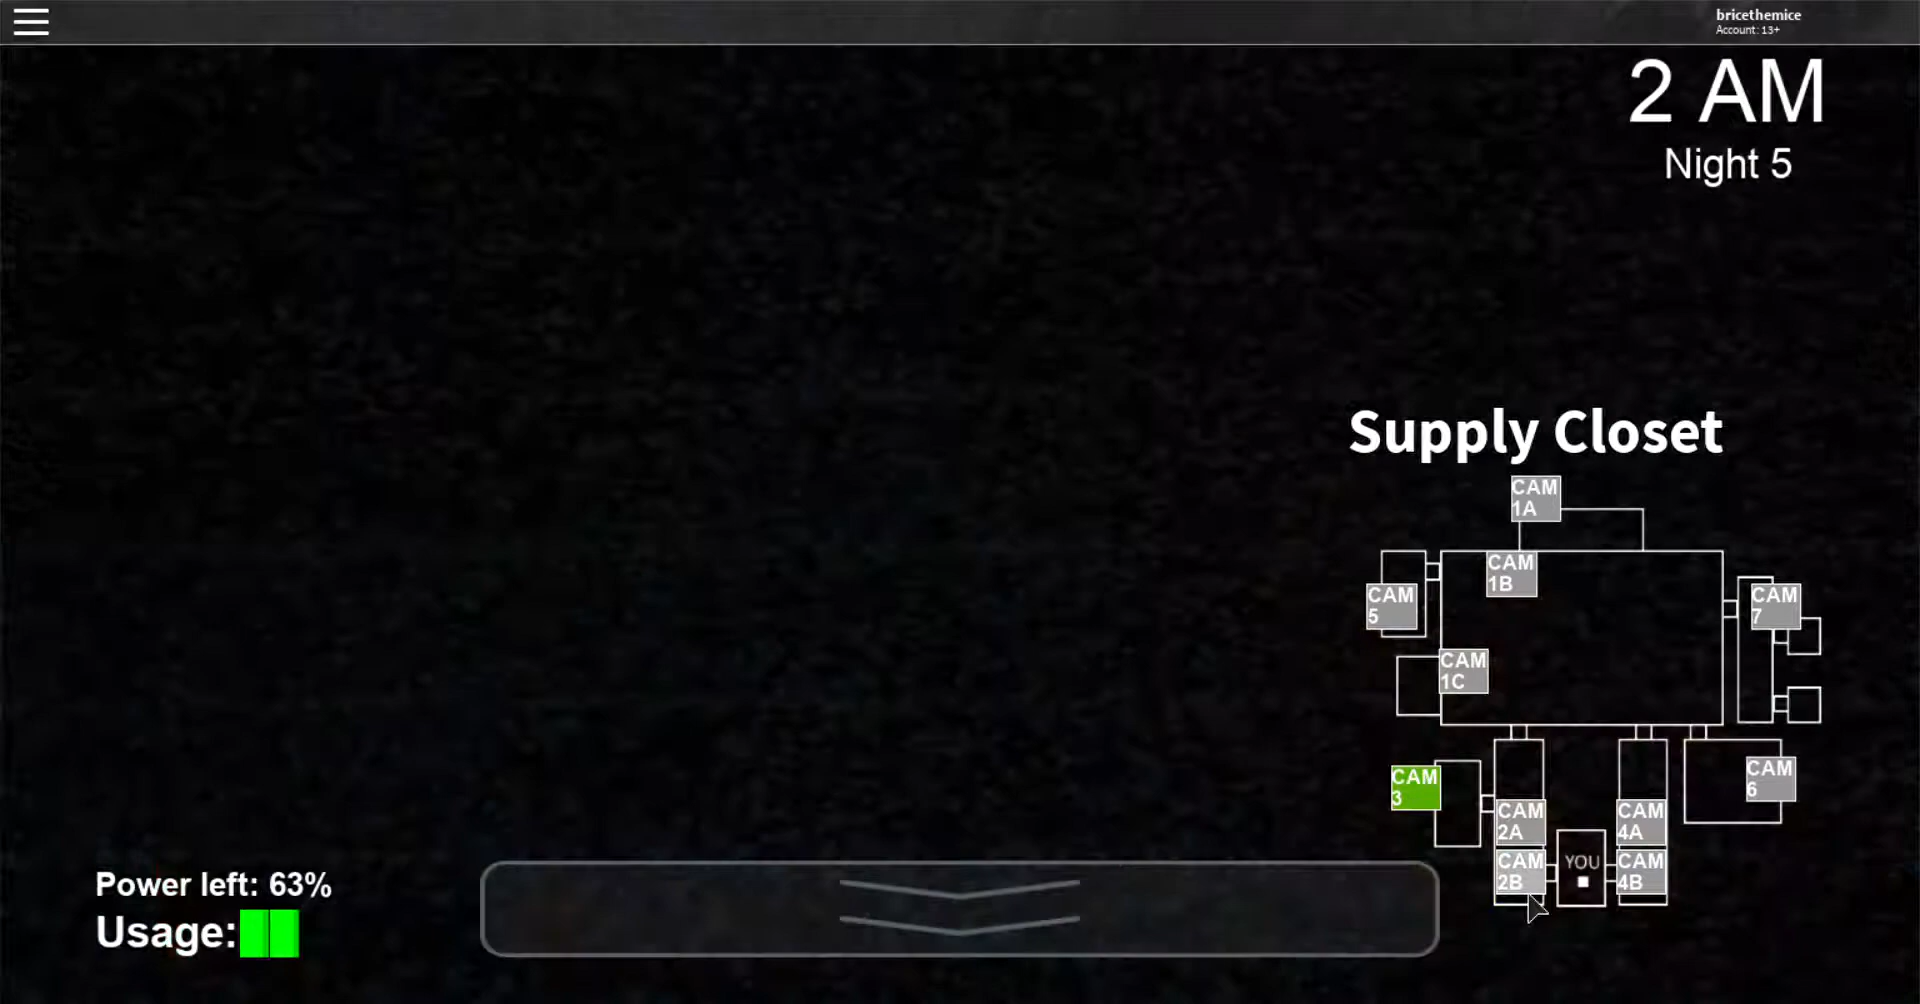 bricethemice
Account: 13+
2 AM
Night 5
Supply Closet
CAM
1A
CAM
1B
CAM
5
CAM
7
CAM
1C
CAM
3
CAM
6
CAM
2A
CAM
4A
CAM
2B
YOU
CAM
4B
Power left: 63%
Usage: